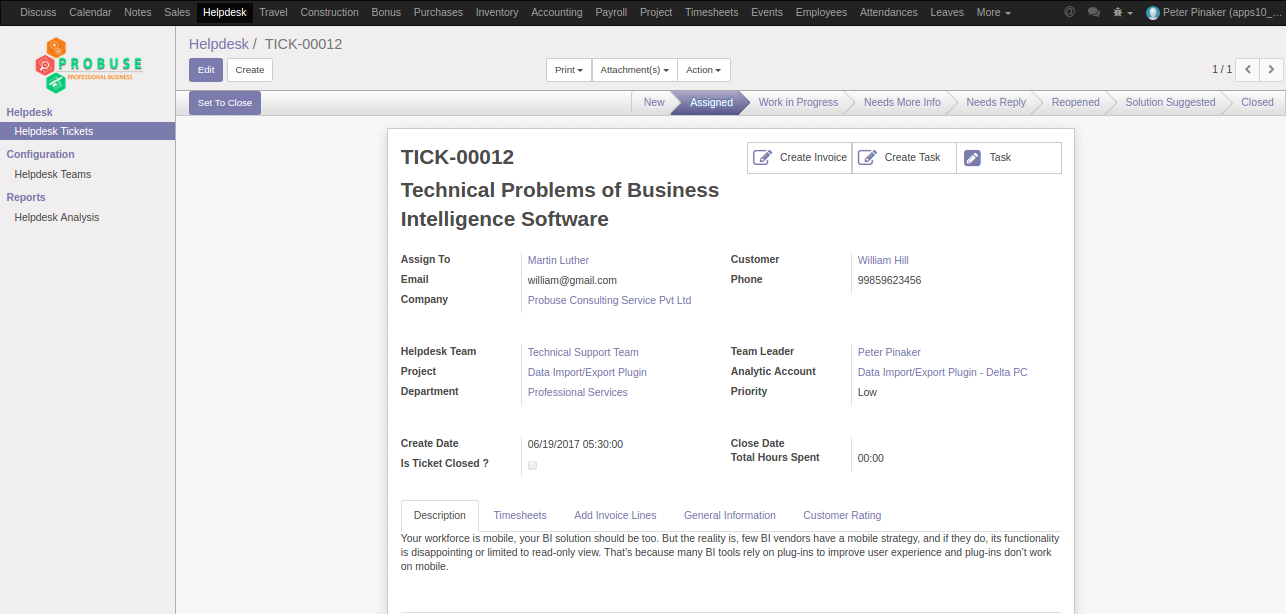 Discuss Calendar Notes Sales Helpdesk Travel Construction Bonus Purchases Inventory Accounting Payroll Project Timesheets Events Employees Attendances Leaves More @ Peter Pinaker (apps10_...
PROBUSE
PROFESSIONAL BUSINESS
Helpdesk / TICK-00012
Edit Create Print Attachment(s) Action 1 / 1
Set To Close New Assigned Work in Progress Needs More Info Needs Reply Reopened Solution Suggested Closed
Helpdesk
Helpdesk Tickets
Configuration
Helpdesk Teams
Reports
Helpdesk Analysis
TICK-00012 Create Invoice Create Task Task
Technical Problems of Business
Intelligence Software
Assign To Martin Luther Customer William Hill
Email william@gmail.com Phone 99859623456
Company Probuse Consulting Service Pvt Ltd
Helpdesk Team Technical Support Team Team Leader Peter Pinaker
Project Data Import/Export Plugin Analytic Account Data Import/Export Plugin - Delta PC
Department Professional Services Priority Low
Create Date 06/19/2017 05:30:00 Close Date
Is Ticket Closed ? Total Hours Spent 00:00
Description Timesheets Add Invoice Lines General Information Customer Rating
Your workforce is mobile, your BI solution should be too. But the reality is, few BI vendors have a mobile strategy, and if they do, its functionality
is disappointing or limited to read-only view. That's because many BI tools rely on plug-ins to improve user experience and plug-ins don't work
on mobile.